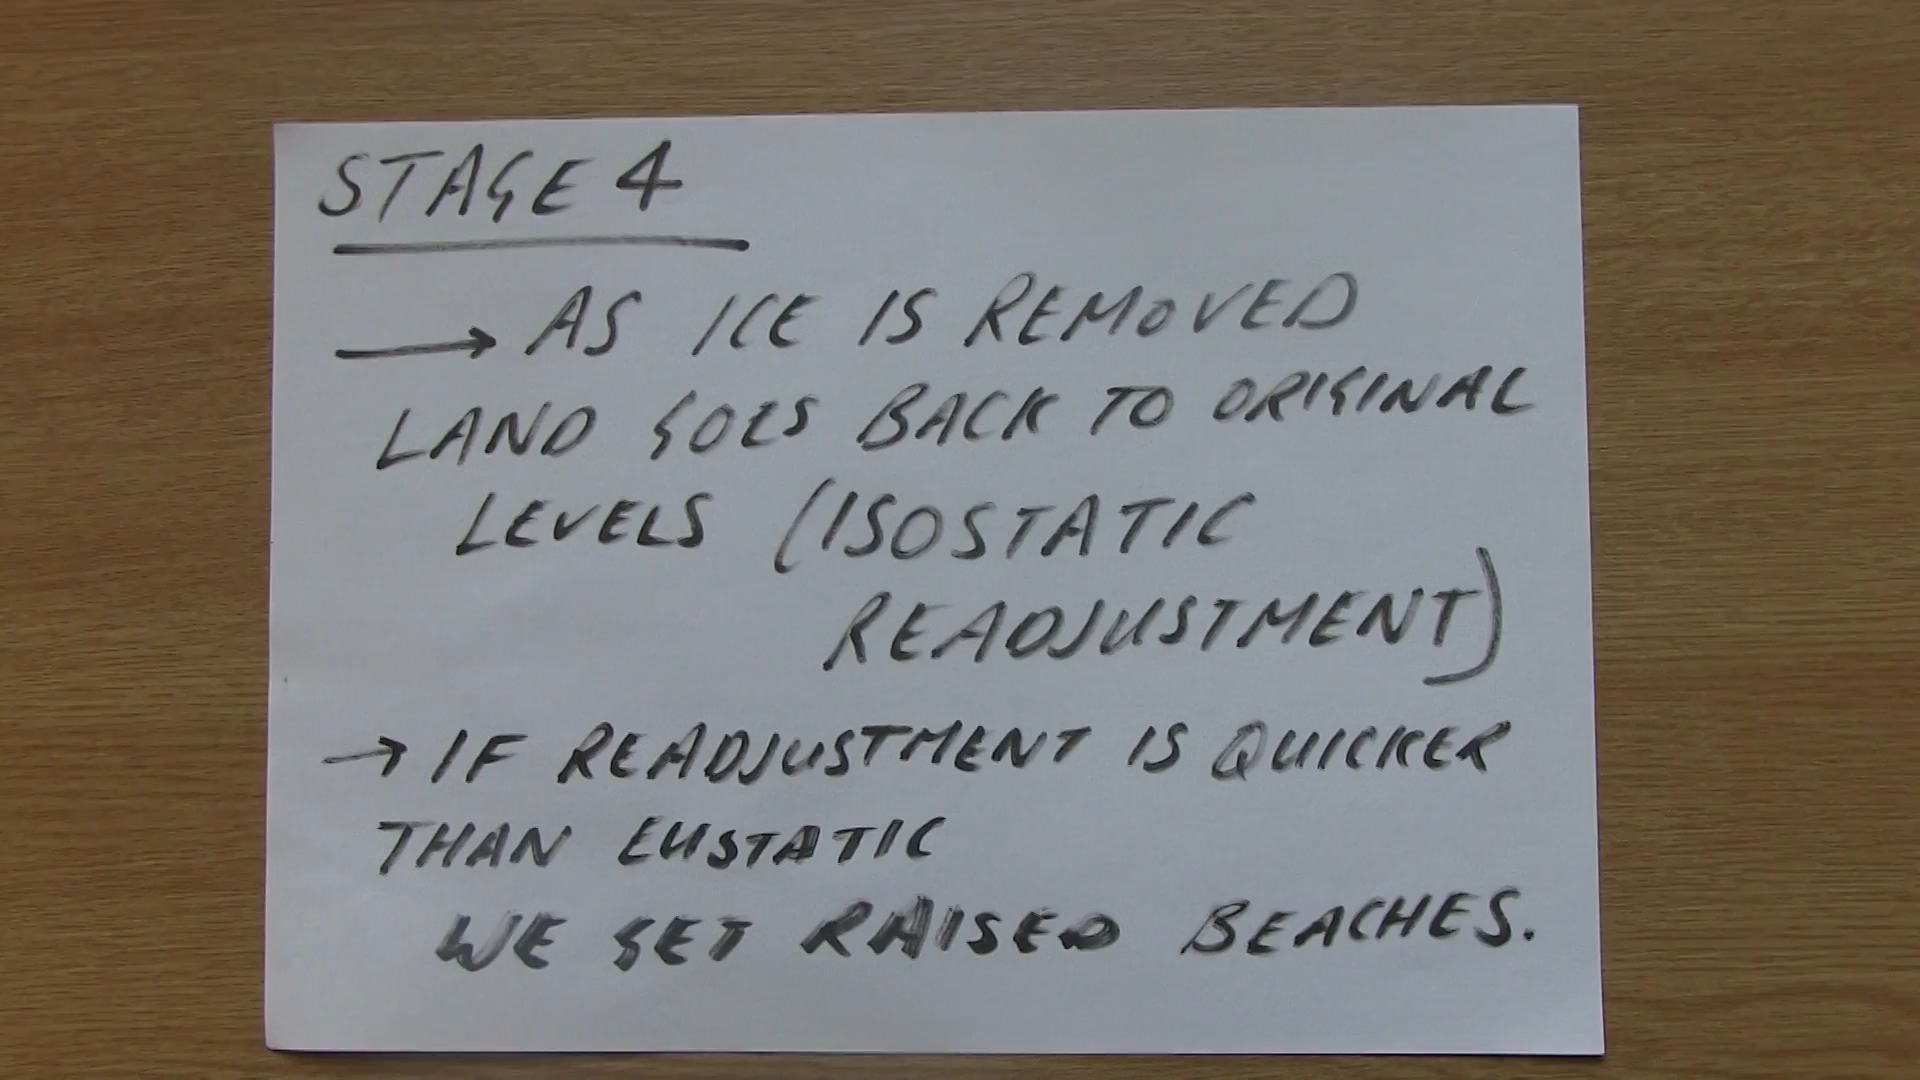 STAGE 4
→ AS ICE IS REMOVED
LAND GOES BACK TO ORIGINAL
LEVELS (ISOSTATIC
READJUSTMENT)
→ IF READJUSTMENT IS QUICKER
THAN EUSTATIC
WE GET RAISED BEACHES.